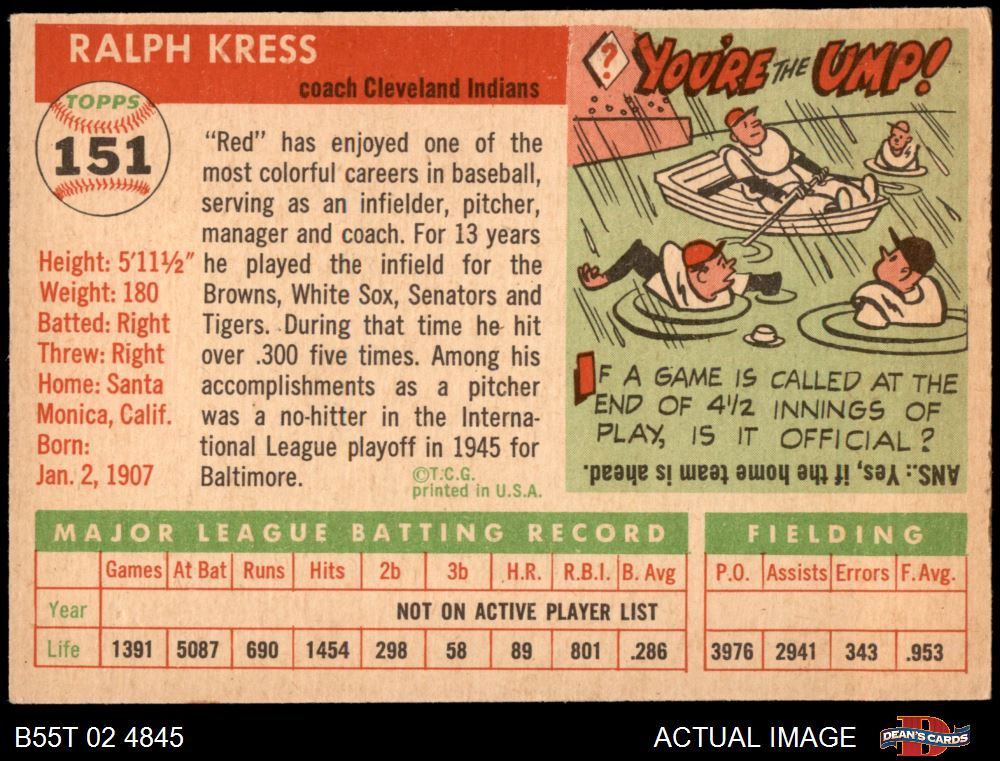 RALPH KRESS
coach Cleveland Indians
TOPPS
151
Height: 5'11½"
Weight: 180
Batted: Right
Threw: Right
Home: Santa
Monica, Calif.
Born:
Jan. 2, 1907
"Red" has enjoyed one of the
most colorful careers in baseball,
serving as an infielder, pitcher,
manager and coach. For 13 years
he played the infield for the
Browns, White Sox, Senators and
Tigers. During that time he hit
over .300 five times. Among his
accomplishments as a pitcher
was a no-hitter in the Interna-
tional League playoff in 1945 for
Baltimore.
©T.C.G.
printed in U.S.A.
? YOU'RE THE UMP!
IF A GAME IS CALLED AT THE
END OF 4 1/2 INNINGS OF
PLAY, IS IT OFFICIAL?
ANS.: Yes, if the home team is ahead.
MAJOR LEAGUE BATTING RECORD
Games At Bat Runs Hits 2b 3b H.R. R.B.I. B. Avg
Year NOT ON ACTIVE PLAYER LIST
Life 1391 5087 690 1454 298 58 89 801 .286
FIELDING
P.O. Assists Errors F. Avg.
3976 2941 343 .953
B55T 02 4845
ACTUAL IMAGE
D
DEAN'S CARDS